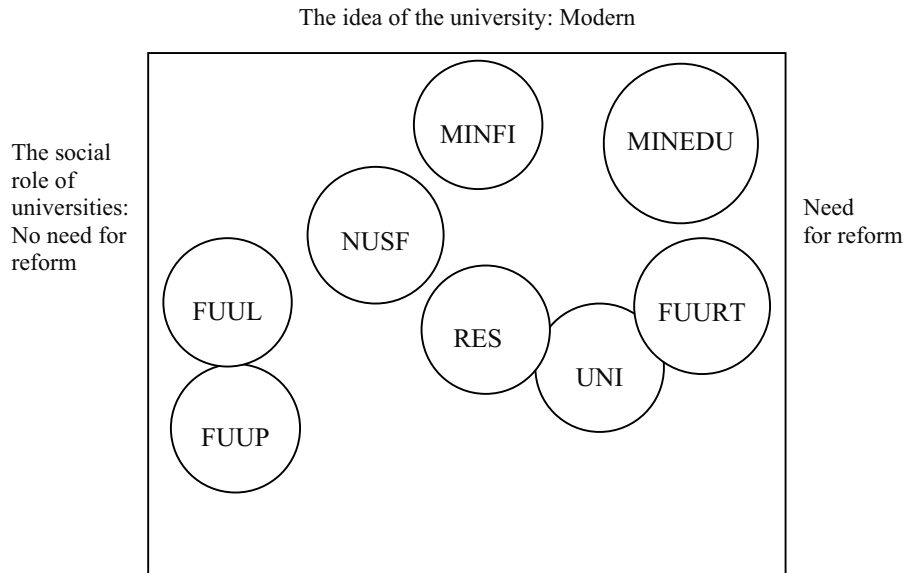 The idea of the university: Modern
MINFI
MINEDU
The social
role of
universities:
No need for
reform
Need
for reform
NUSF
FUUL
RES
FUURT
UNI
FUUP